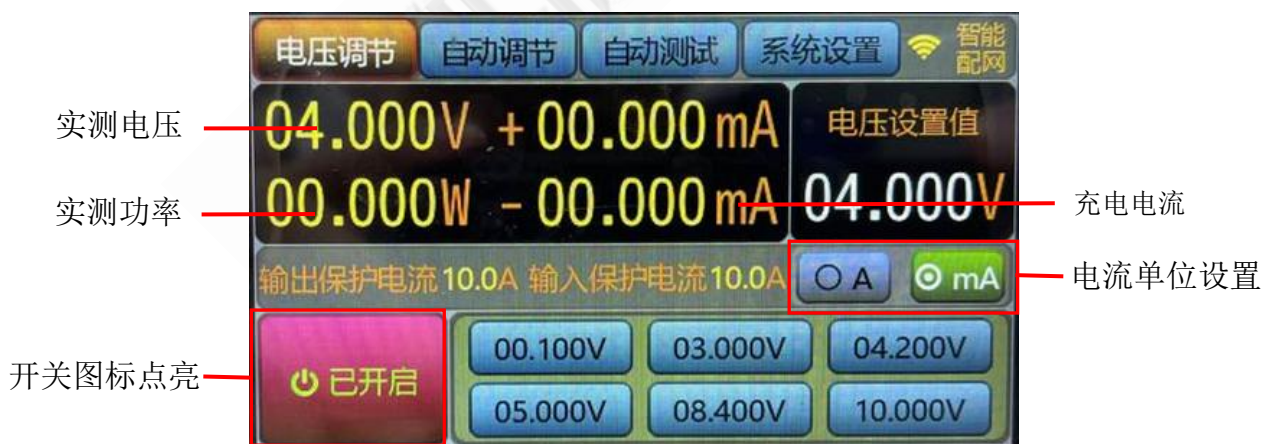 电压调节 自动调节 自动测试 系统设置 智能配网
实测电压
04.000V + 00.000mA
电压设置值
实测功率
00.000W - 00.000mA
04.000V
充电电流
输出保护电流10.0A 输入保护电流10.0A
A mA
电流单位设置
开关图标点亮
已开启
00.100V 03.000V 04.200V
05.000V 08.400V 10.000V